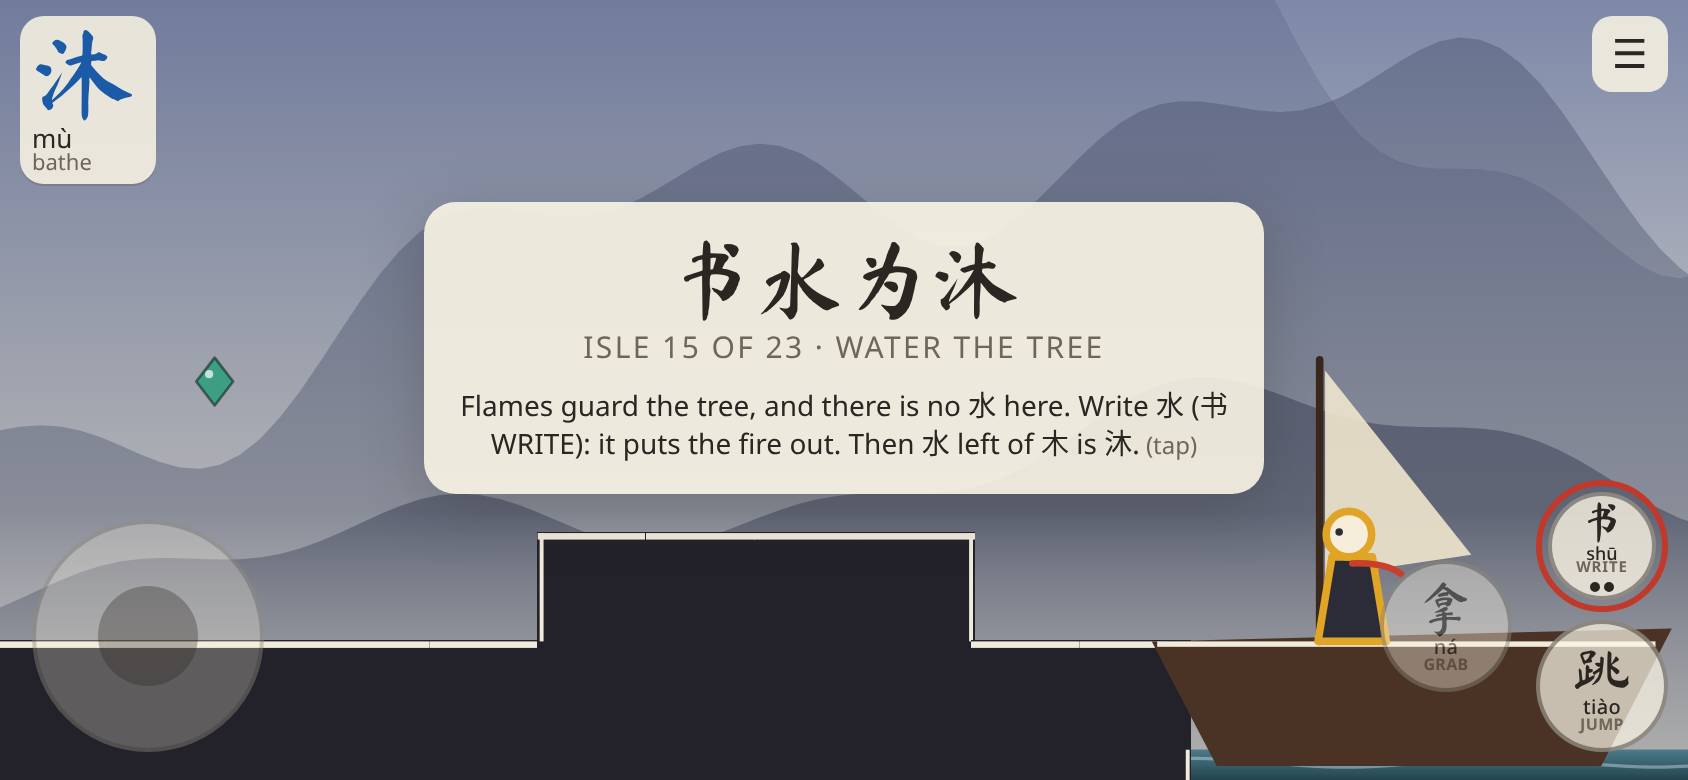 沐
mù
bathe
书水为沐
ISLE 15 OF 23 · WATER THE TREE
Flames guard the tree, and there is no 水 here. Write 水 (书
WRITE): it puts the fire out. Then 水 left of 木 is 沐. (tap)
书
shū
WRITE
拿
ná
GRAB
跳
tiào
JUMP